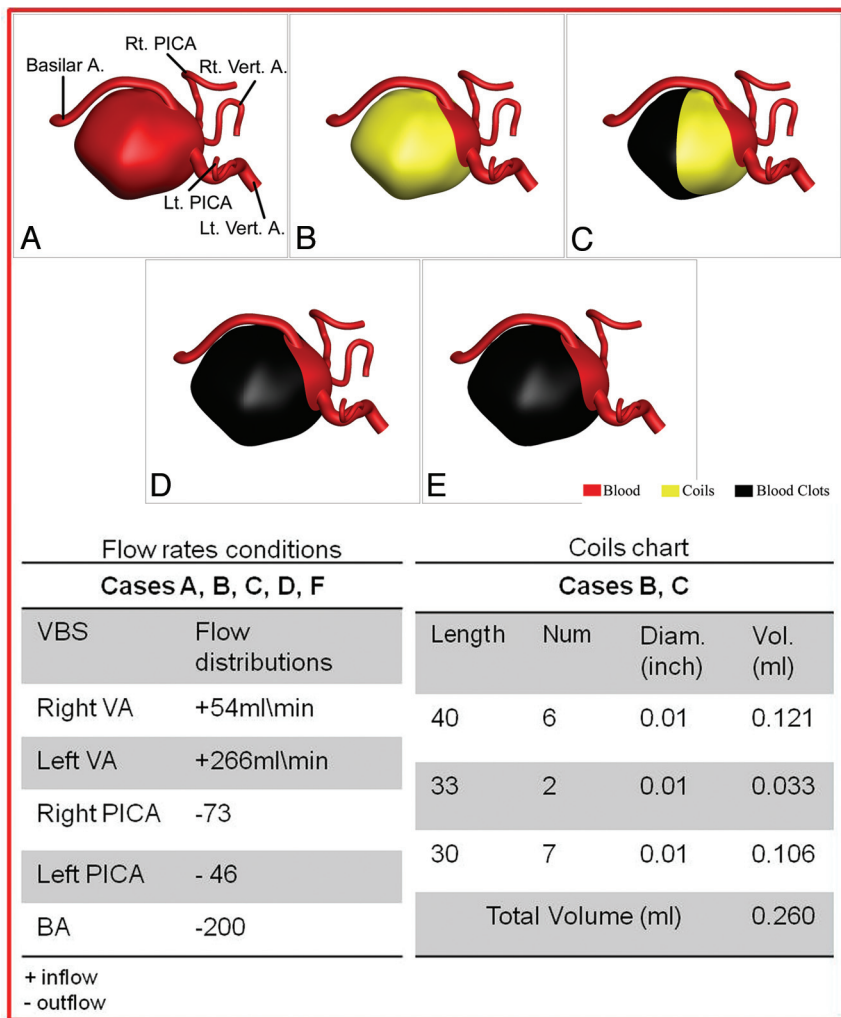 Rt. PICA
Basilar A.
Rt. Vert. A.
Lt. PICA
Lt. Vert. A.
A
B
C
D
E
Blood
Coils
Blood Clots
Flow rates conditions
Cases A, B, C, D, F
VBS Flow distributions
Right VA +54ml\min
Left VA +266ml\min
Right PICA -73
Left PICA - 46
BA -200
+ inflow
- outflow
Coils chart
Cases B, C
Length Num Diam. (inch) Vol. (ml)
40 6 0.01 0.121
33 2 0.01 0.033
30 7 0.01 0.106
Total Volume (ml) 0.260